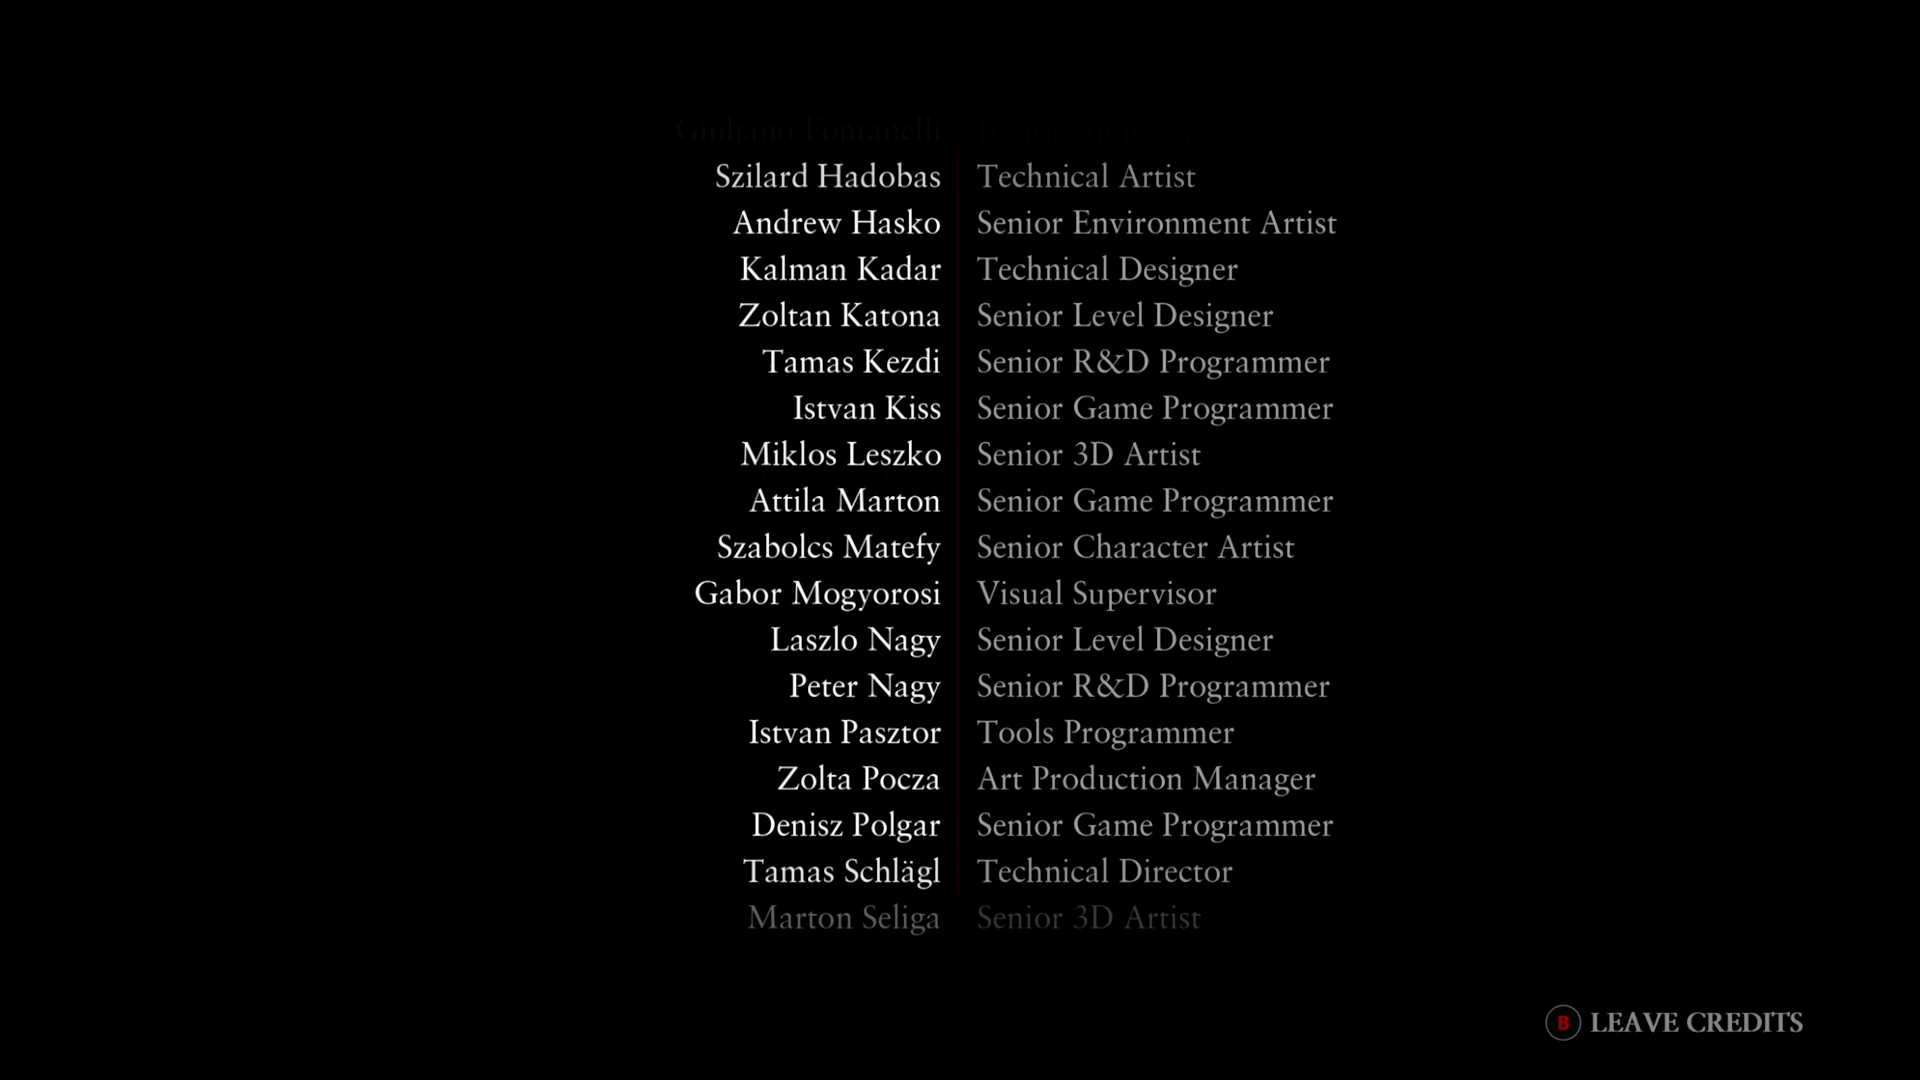 Giuliano Fontanelli
Szilard Hadobas Technical Artist
Andrew Hasko Senior Environment Artist
Kalman Kadar Technical Designer
Zoltan Katona Senior Level Designer
Tamas Kezdi Senior R&D Programmer
Istvan Kiss Senior Game Programmer
Miklos Leszko Senior 3D Artist
Attila Marton Senior Game Programmer
Szabolcs Matefy Senior Character Artist
Gabor Mogyorosi Visual Supervisor
Laszlo Nagy Senior Level Designer
Peter Nagy Senior R&D Programmer
Istvan Pasztor Tools Programmer
Zolta Pocza Art Production Manager
Denisz Polgar Senior Game Programmer
Tamas Schlägl Technical Director
Marton Seliga Senior 3D Artist
B LEAVE CREDITS